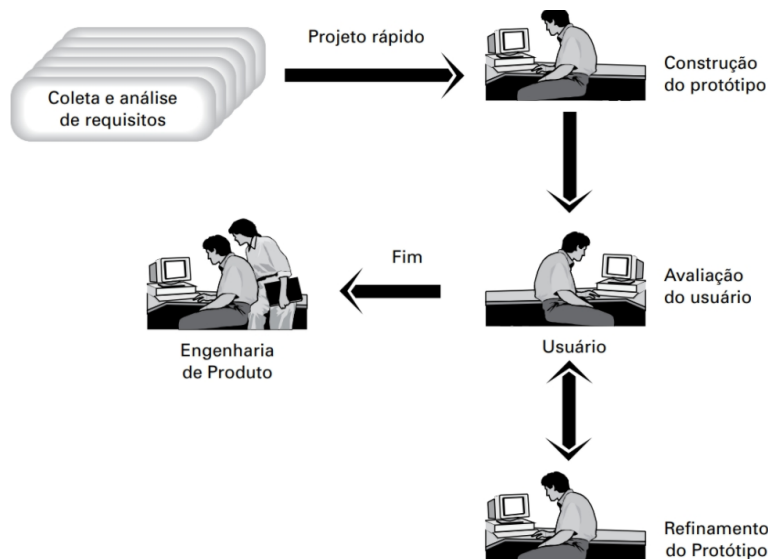 Projeto rápido
Coleta e análise
de requisitos
Construção
do protótipo
Fim
Avaliação
do usuário
Usuário
Engenharia
de Produto
Refinamento
do Protótipo